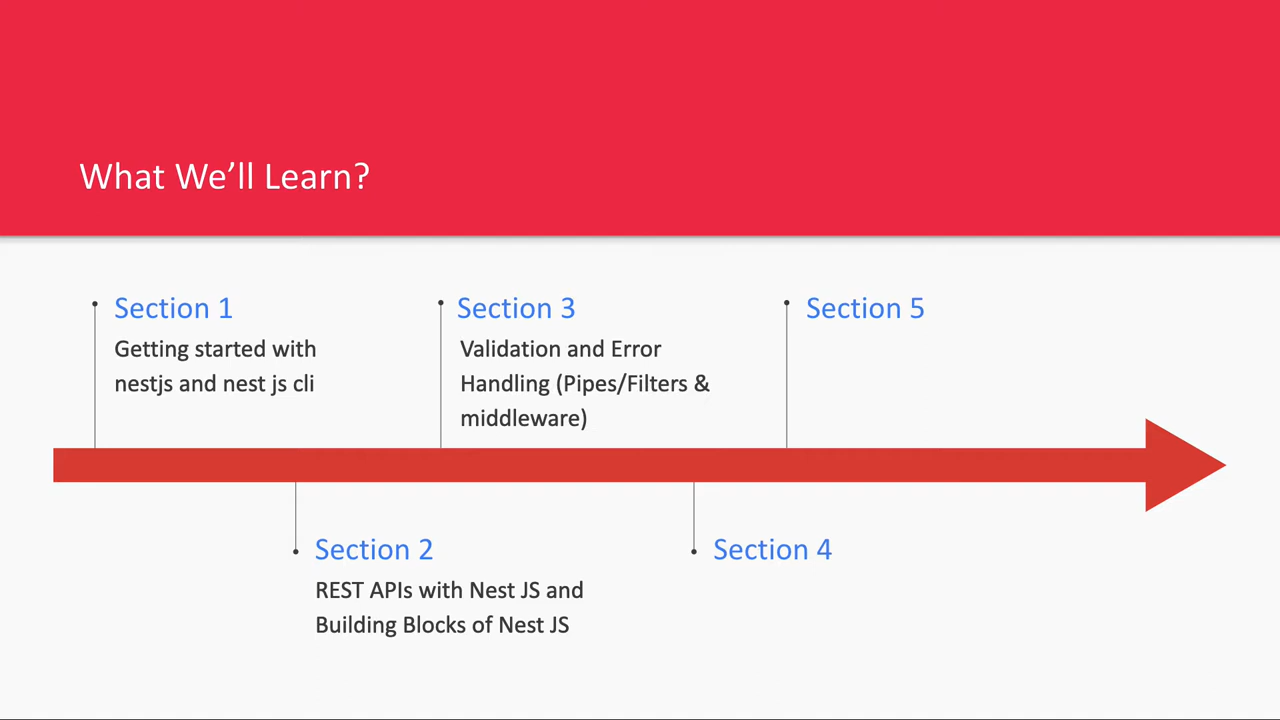 What We’ll Learn?
Section 1
Getting started with
nestjs and nest js cli
Section 3
Validation and Error
Handling (Pipes/Filters &
middleware)
Section 5
Section 2
REST APIs with Nest JS and
Building Blocks of Nest JS
Section 4